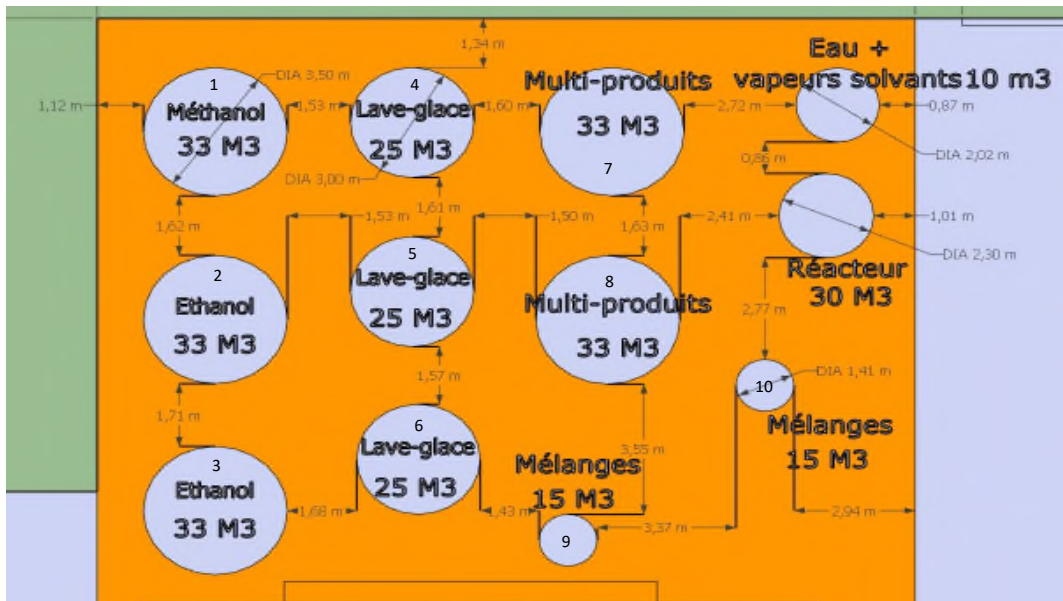 1,34 m
Eau +
vapeurs solvants 10 m3
1
DIA 3,50 m
Méthanol
33 M3
4
Lave-glace
25 M3
DIA 3,00 m
Multi-produits
33 M3
7
1,12 m
1,53 m
1,60 m
2,72 m
0,87 m
DIA 2,02 m
0,86 m
1,62 m
1,61 m
1,63 m
1,53 m
1,50 m
2,41 m
1,01 m
DIA 2,30 m
2
Ethanol
33 M3
5
Lave-glace
25 M3
8
Multi-produits
33 M3
Réacteur
30 M3
2,77 m
1,71 m
1,57 m
3,55 m
10
DIA 1,41 m
Mélanges
15 M3
3
Ethanol
33 M3
6
Lave-glace
25 M3
Mélanges
15 M3
9
1,68 m
1,43 m
3,37 m
2,94 m